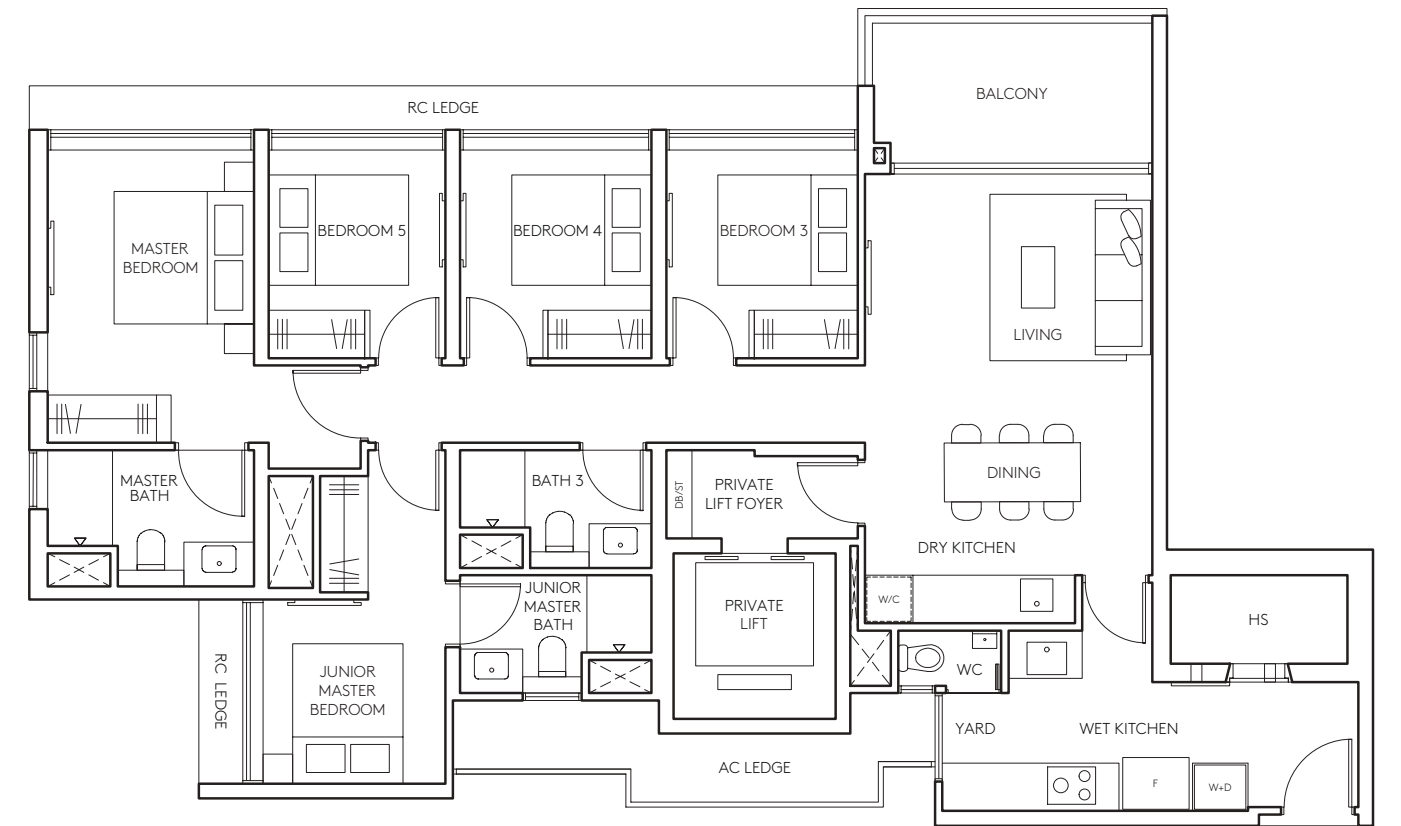 BALCONY
RC LEDGE
MASTER
BEDROOM
BEDROOM 5
BEDROOM 4
BEDROOM 3
LIVING
MASTER
BATH
BATH 3
DB/ST
PRIVATE
LIFT FOYER
DINING
DRY KITCHEN
JUNIOR
MASTER
BATH
PRIVATE
LIFT
W/C
HS
RC LEDGE
JUNIOR
MASTER
BEDROOM
WC
YARD
WET KITCHEN
AC LEDGE
F
W+D